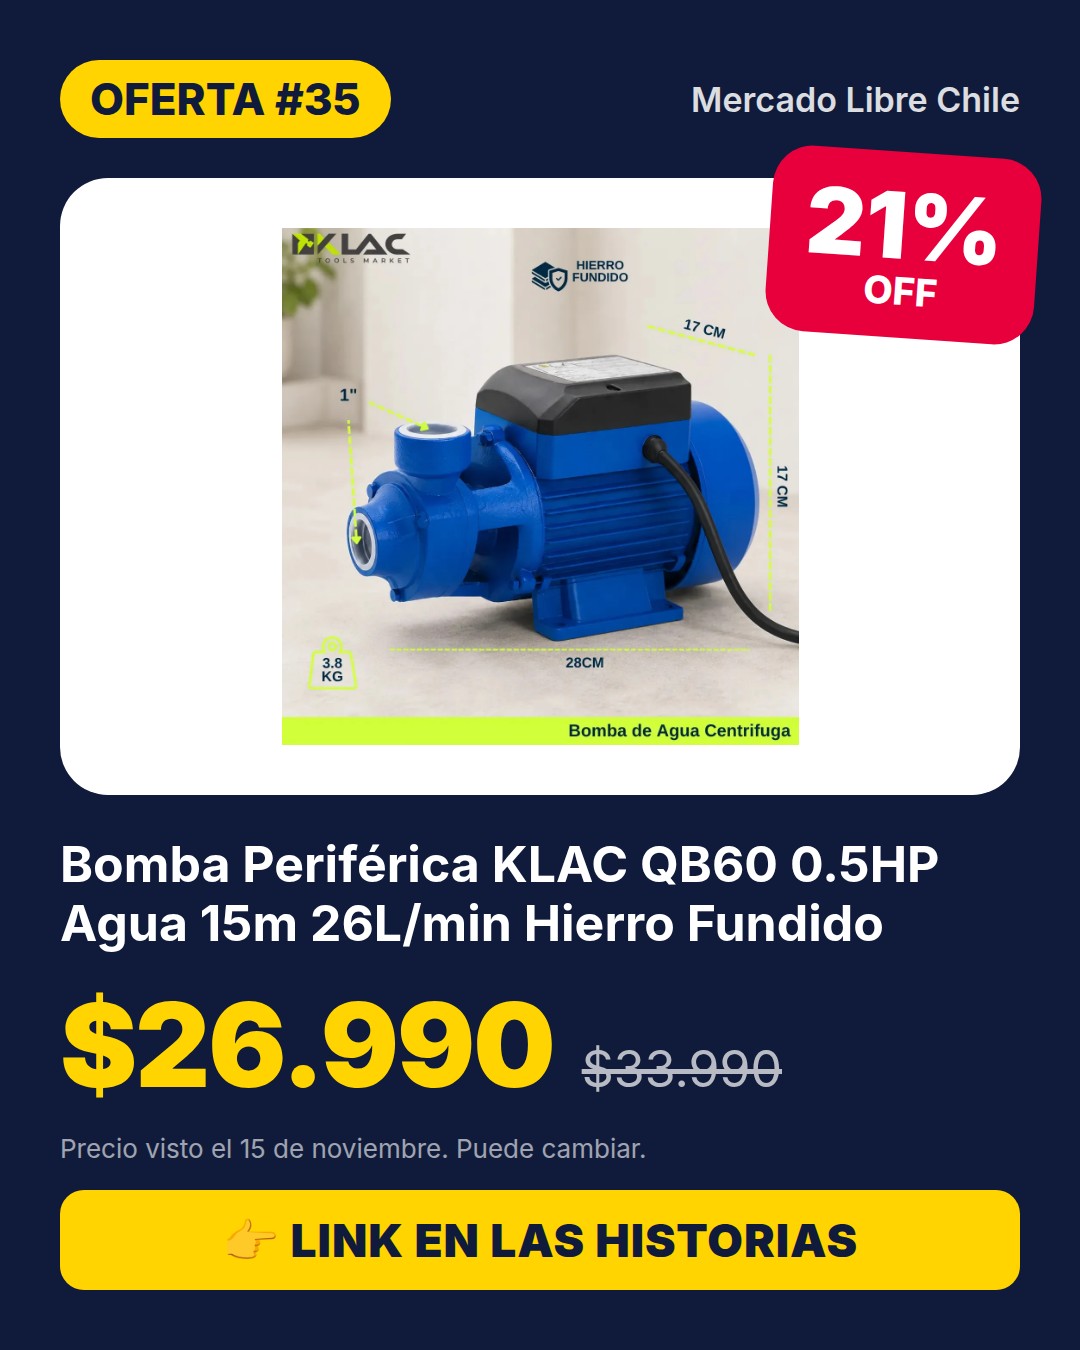 OFERTA #35
Mercado Libre Chile
21%
OFF
KLAC
TOOLS MARKET
HIERRO
FUNDIDO
17 CM
1"
17 CM
3.8
KG
28CM
Bomba de Agua Centrifuga
Bomba Periférica KLAC QB60 0.5HP
Agua 15m 26L/min Hierro Fundido
$26.990 $33.990
Precio visto el 15 de noviembre. Puede cambiar.
👉 LINK EN LAS HISTORIAS